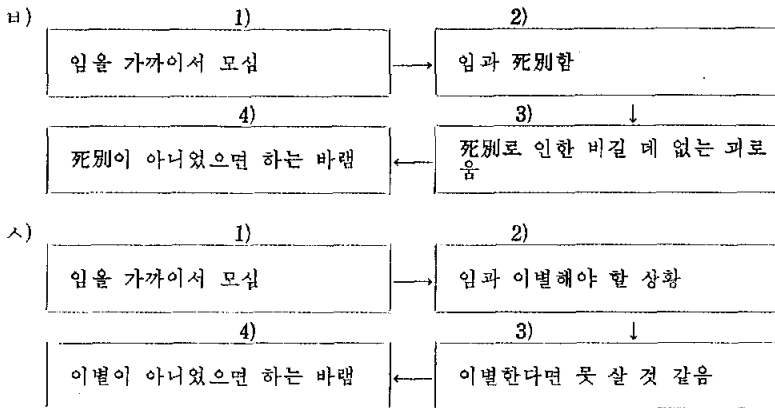 ㅂ)
1) 2)
임을 가까이서 모심 → 임과 死別함
4) 3) ↓
死別이 아니었으면 하는 바램 ← 死別로 인한 비길 데 없는 괴로
움
ㅅ)
1) 2)
임을 가까이서 모심 → 임과 이별해야 할 상황
4) 3) ↓
이별이 아니었으면 하는 바램 ← 이별한다면 못 살 것 같음